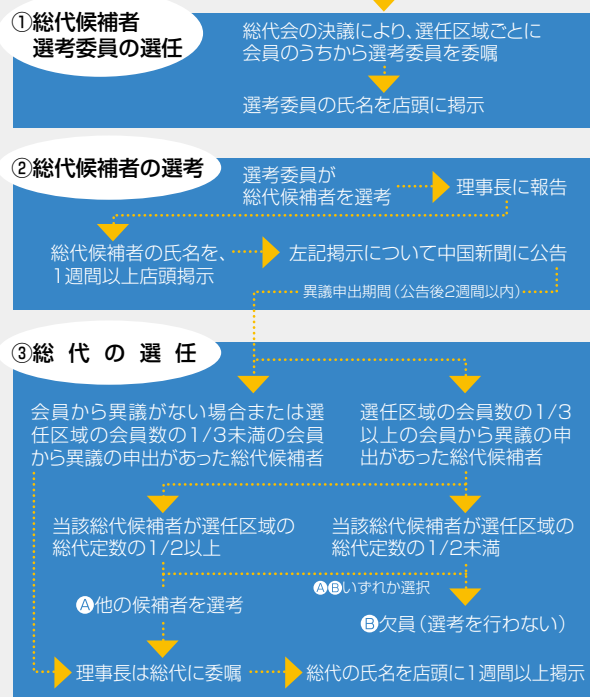 ①総代候補者
選考委員の選任
総代会の決議により、選任区域ごとに
会員のうちから選考委員を委嘱
選考委員の氏名を店頭に掲示
②総代候補者の選考
選考委員が
総代候補者を選考
理事長に報告
総代候補者の氏名を、
1週間以上店頭掲示
左記掲示について中国新聞に公告
異議申出期間(公告後2週間以内)
③総代の選任
会員から異議がない場合または選
任区域の会員数の1/3未満の会員
から異議の申出があった総代候補者
選任区域の会員数の1/3
以上の会員から異議の申
出があった総代候補者
当該総代候補者が選任区域の
総代定数の1/2以上
当該総代候補者が選任区域の
総代定数の1/2未満
ⒶⒷいずれか選択
Ⓐ他の候補者を選考
Ⓑ欠員(選考を行わない)
理事長は総代に委嘱
総代の氏名を店頭に1週間以上掲示